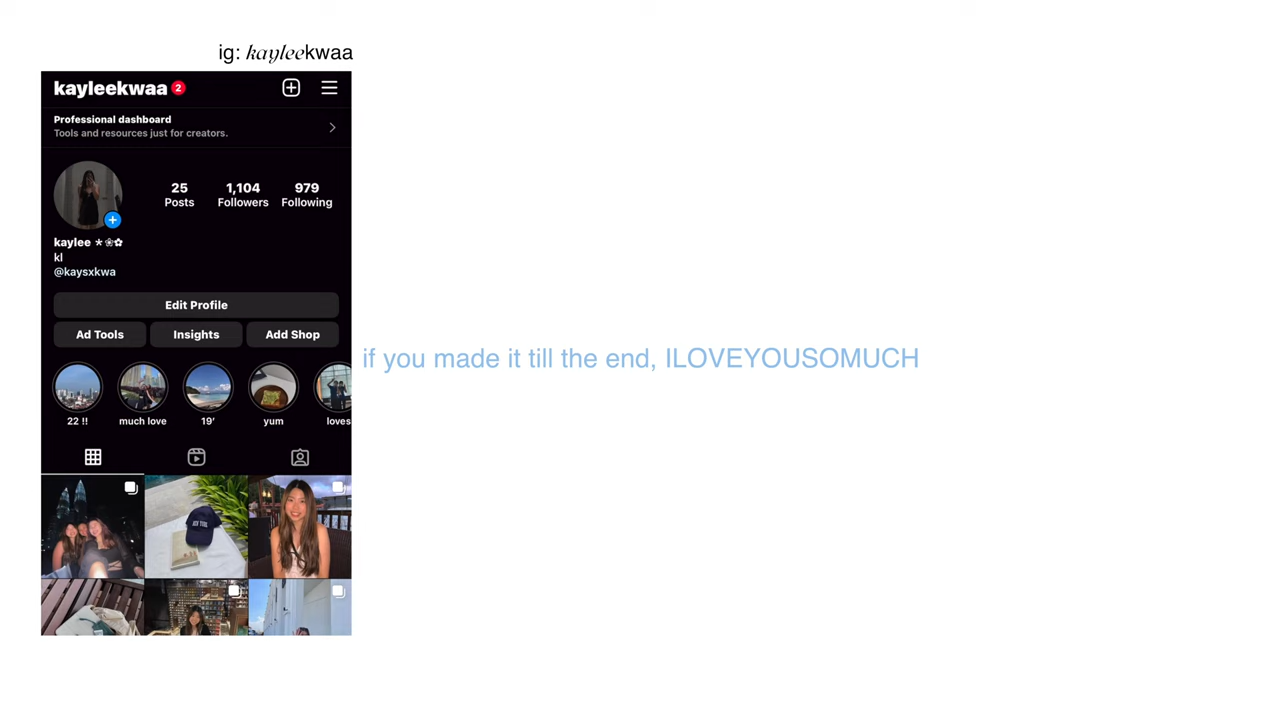 ig: kayleekwaa
kayleekwaa 2
Professional dashboard
Tools and resources just for creators.
25 1,104 979
Posts Followers Following
kaylee *❀✿
kl
@kaysxkwa
Edit Profile
Ad Tools Insights Add Shop
if you made it till the end, ILOVEYOUSOMUCH
22 !! much love 19' yum loves